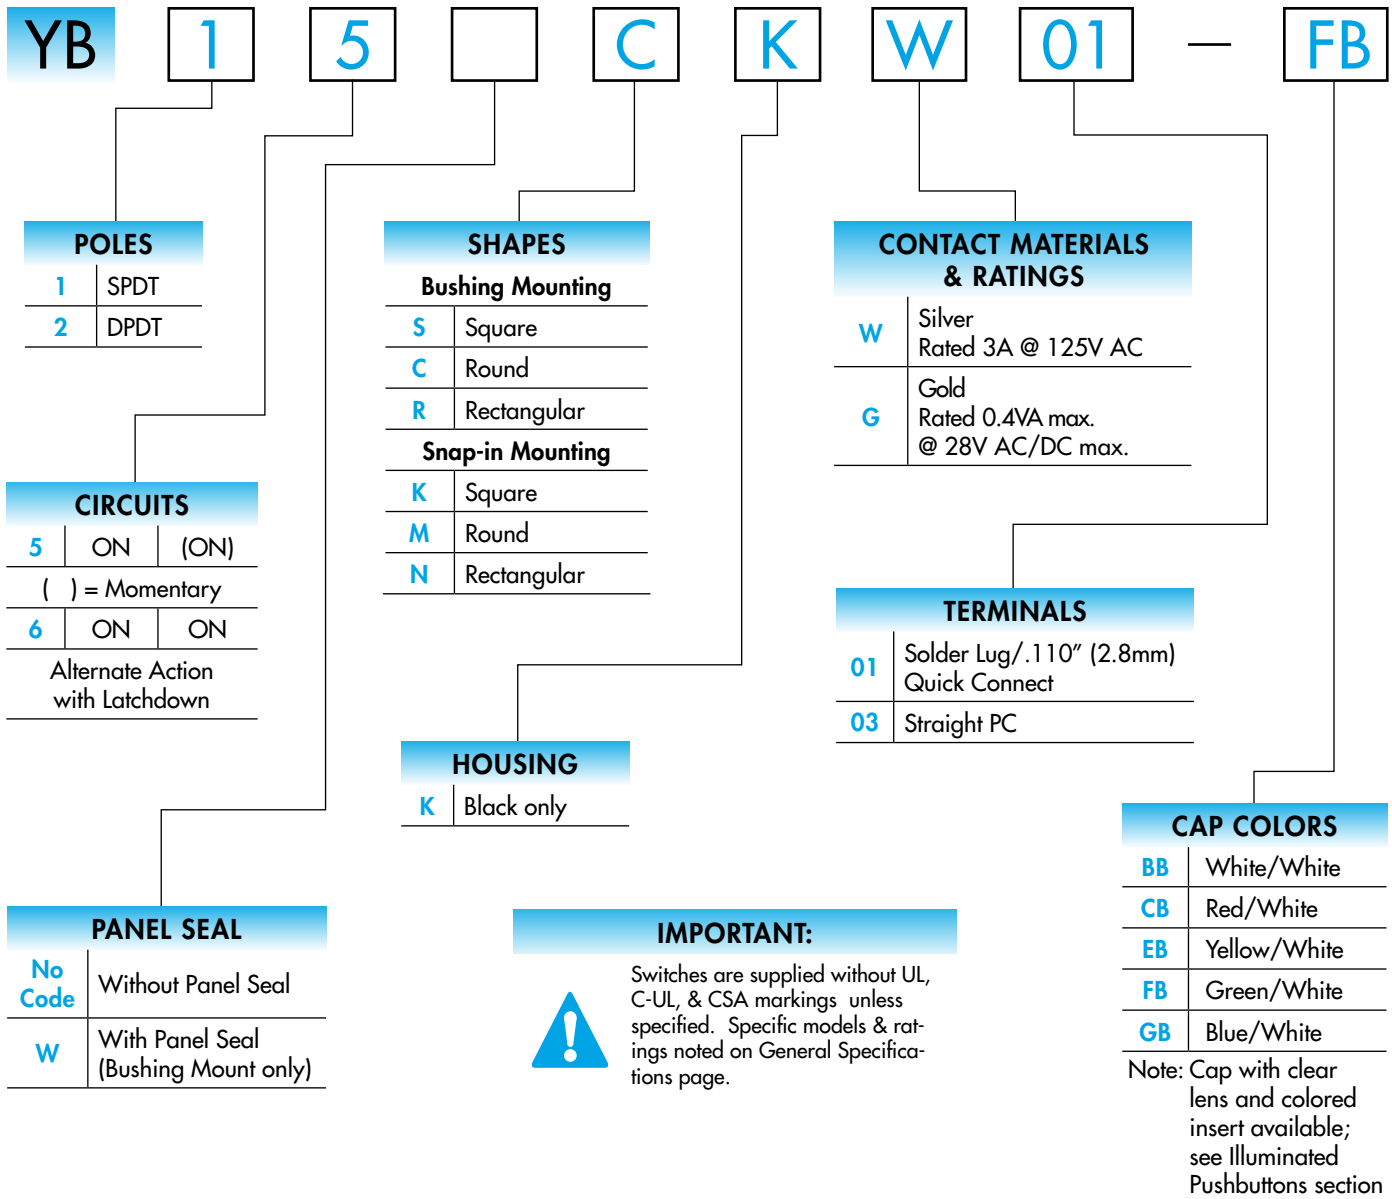 YB 1 5 C K W 01 — FB
POLES
1 SPDT
2 DPDT
CIRCUITS
5 ON (ON)
( ) = Momentary
6 ON ON
Alternate Action
with Latchdown
PANEL SEAL
No
Code
Without Panel Seal
W
With Panel Seal
(Bushing Mount only)
SHAPES
Bushing Mounting
S Square
C Round
R Rectangular
Snap-in Mounting
K Square
M Round
N Rectangular
HOUSING
K Black only
CONTACT MATERIALS
& RATINGS
W
Silver
Rated 3A @ 125V AC
G
Gold
Rated 0.4VA max.
@ 28V AC/DC max.
TERMINALS
01
Solder Lug/.110″ (2.8mm)
Quick Connect
03 Straight PC
CAP COLORS
BB White/White
CB Red/White
EB Yellow/White
FB Green/White
GB Blue/White
Note: Cap with clear
lens and colored
insert available;
see Illuminated
Pushbuttons section
IMPORTANT:
Switches are supplied without UL,
C-UL, & CSA markings unless
specified. Specific models & rat-
ings noted on General Specifica-
tions page.